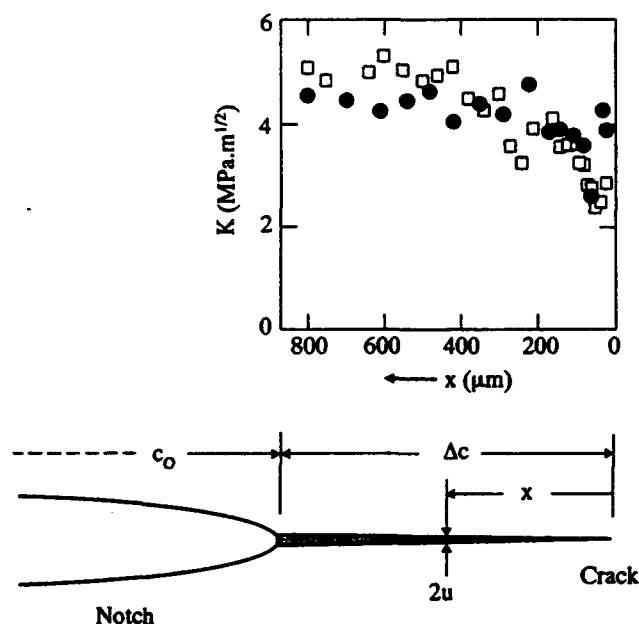 6
4
2
0
K (MPa.m1/2)
800 600 400 200 0
x (μm)
co
Δc
x
2u
Notch
Crack